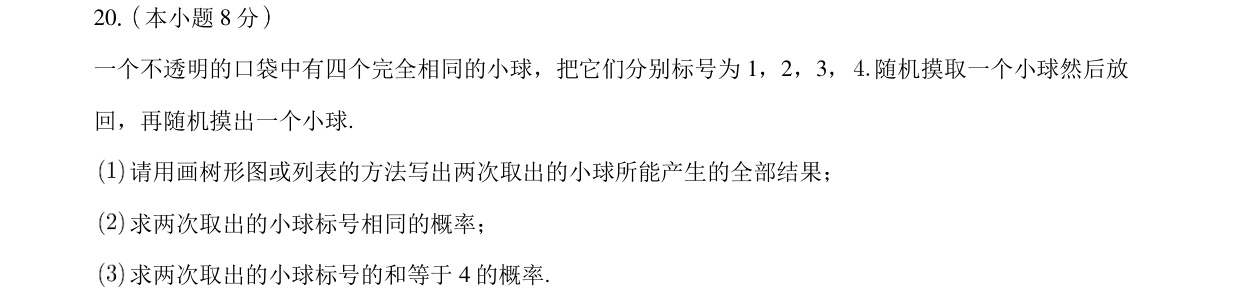 20.（本小题 8 分）
一个不透明的口袋中有四个完全相同的小球，把它们分别标号为 1，2，3， 4. 随机摸取一个小球然后放
回，再随机摸出一个小球.
(1) 请用画树形图或列表的方法写出两次取出的小球所能产生的全部结果；
(2) 求两次取出的小球标号相同的概率；
(3) 求两次取出的小球标号的和等于 4 的概率.